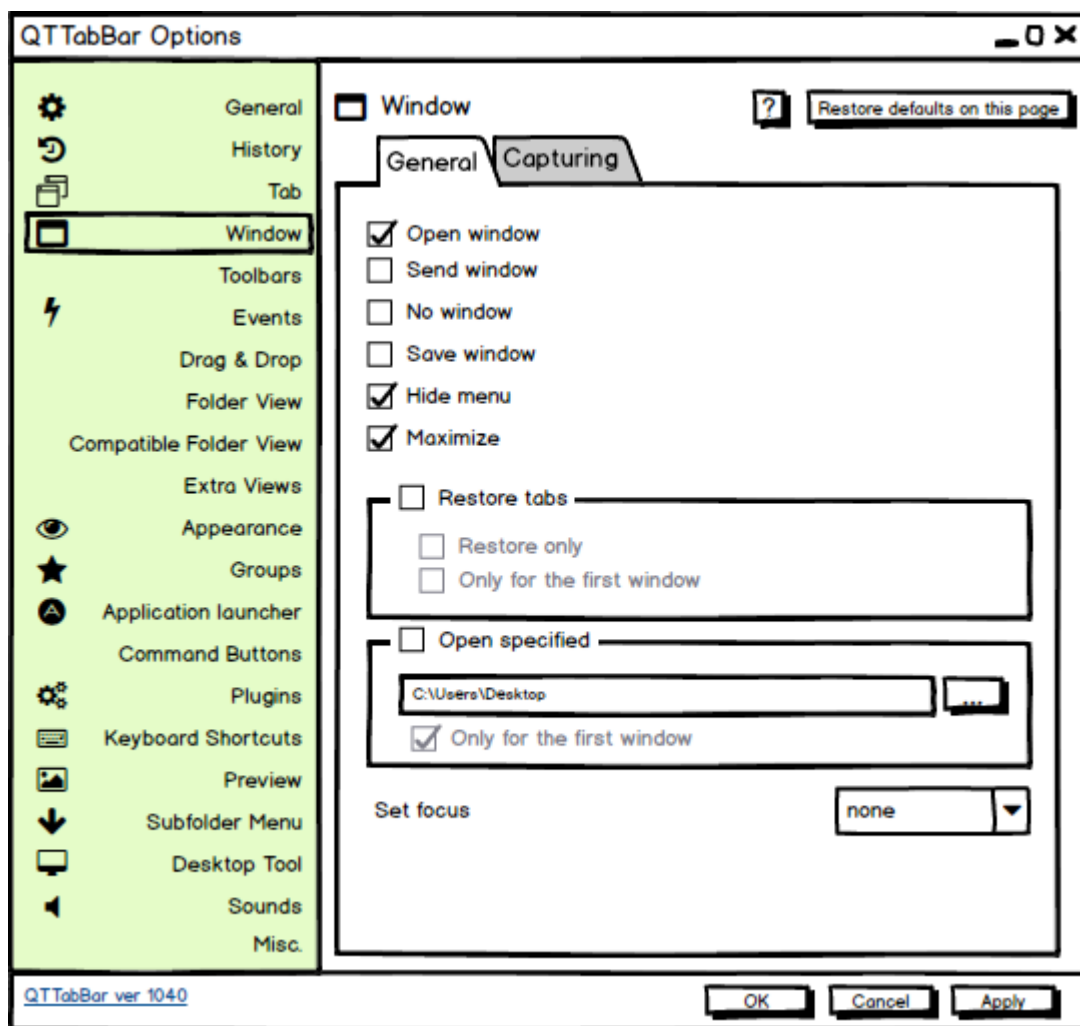 QTTabBar Options
General
History
Tab
Window
Toolbars
Events
Drag & Drop
Folder View
Compatible Folder View
Extra Views
Appearance
Groups
Application launcher
Command Buttons
Plugins
Keyboard Shortcuts
Preview
Subfolder Menu
Desktop Tool
Sounds
Misc.
Window
?
Restore defaults on this page
General
Capturing
Open window
Send window
No window
Save window
Hide menu
Maximize
Restore tabs
Restore only
Only for the first window
Open specified
C:\Users\Desktop
...
Only for the first window
Set focus
none
QTTabBar ver 1040
OK
Cancel
Apply